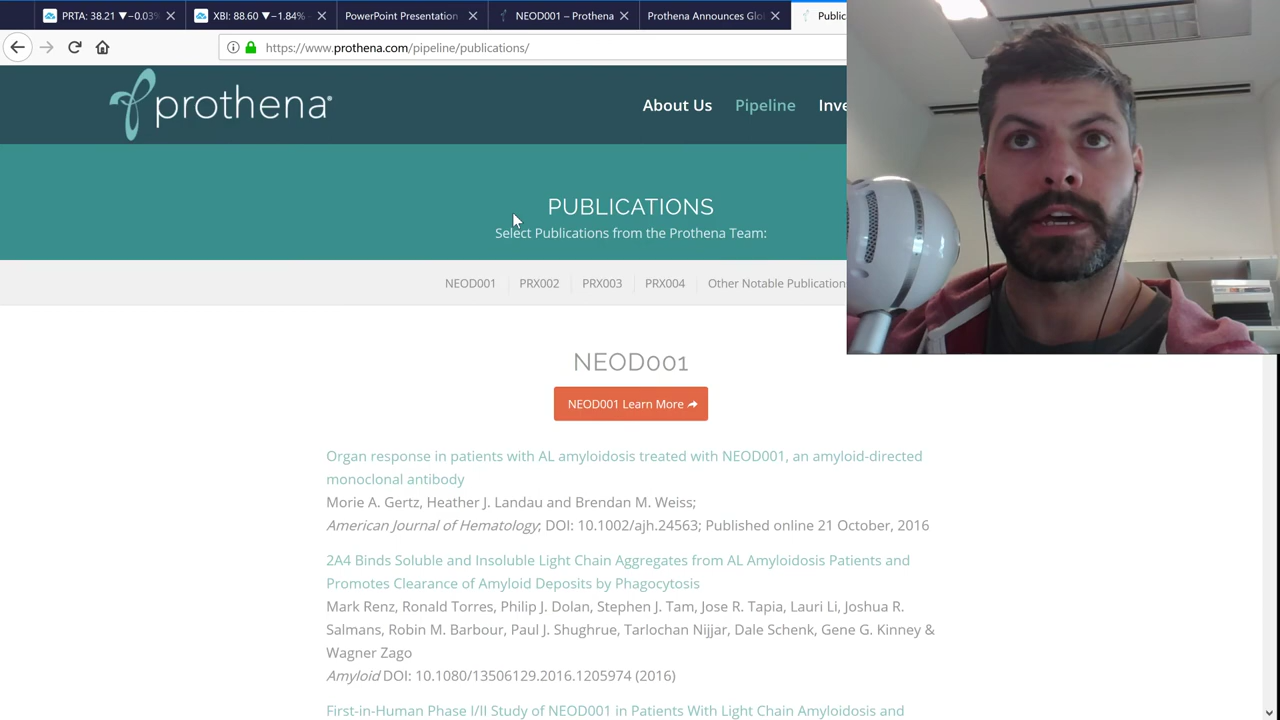 PRTA: 38.21 ▼−0.03%
XBI: 88.60 ▼−1.84%
PowerPoint Presentation
NEOD001 – Prothena
Prothena Announces Glo
Public
https://www.prothena.com/pipeline/publications/
prothena®
About Us
Pipeline
Inve
PUBLICATIONS
Select Publications from the Prothena Team:
NEOD001
PRX002
PRX003
PRX004
Other Notable Publication
NEOD001
NEOD001 Learn More
Organ response in patients with AL amyloidosis treated with NEOD001, an amyloid-directed
monoclonal antibody
Morie A. Gertz, Heather J. Landau and Brendan M. Weiss;
American Journal of Hematology; DOI: 10.1002/ajh.24563; Published online 21 October, 2016
2A4 Binds Soluble and Insoluble Light Chain Aggregates from AL Amyloidosis Patients and
Promotes Clearance of Amyloid Deposits by Phagocytosis
Mark Renz, Ronald Torres, Philip J. Dolan, Stephen J. Tam, Jose R. Tapia, Lauri Li, Joshua R.
Salmans, Robin M. Barbour, Paul J. Shughrue, Tarlochan Nijjar, Dale Schenk, Gene G. Kinney &
Wagner Zago
Amyloid DOI: 10.1080/13506129.2016.1205974 (2016)
First-in-Human Phase I/II Study of NEOD001 in Patients With Light Chain Amyloidosis and